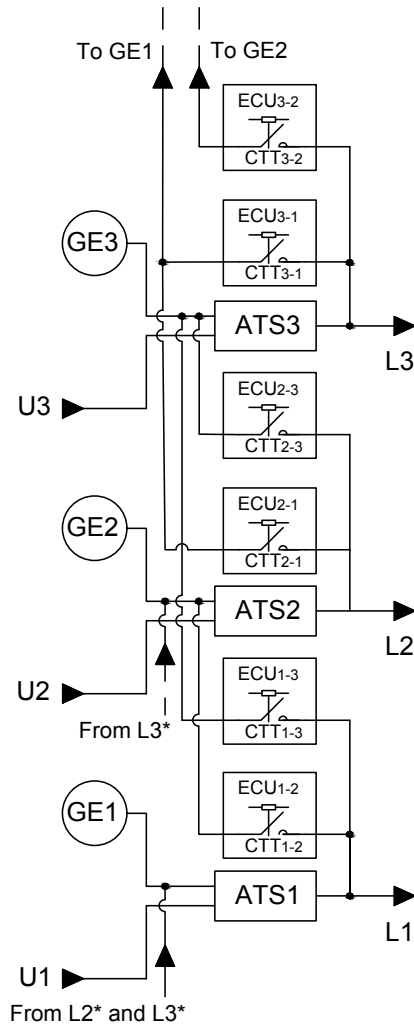 To GE1 To GE2
ECU3-2
CTT3-2
ECU3-1
GE3
CTT3-1
ATS3
L3
U3
ECU2-3
CTT2-3
ECU2-1
GE2
CTT2-1
ATS2
L2
U2
ECU1-3
From L3*
CTT1-3
ECU1-2
GE1
CTT1-2
ATS1
L1
U1
From L2* and L3*